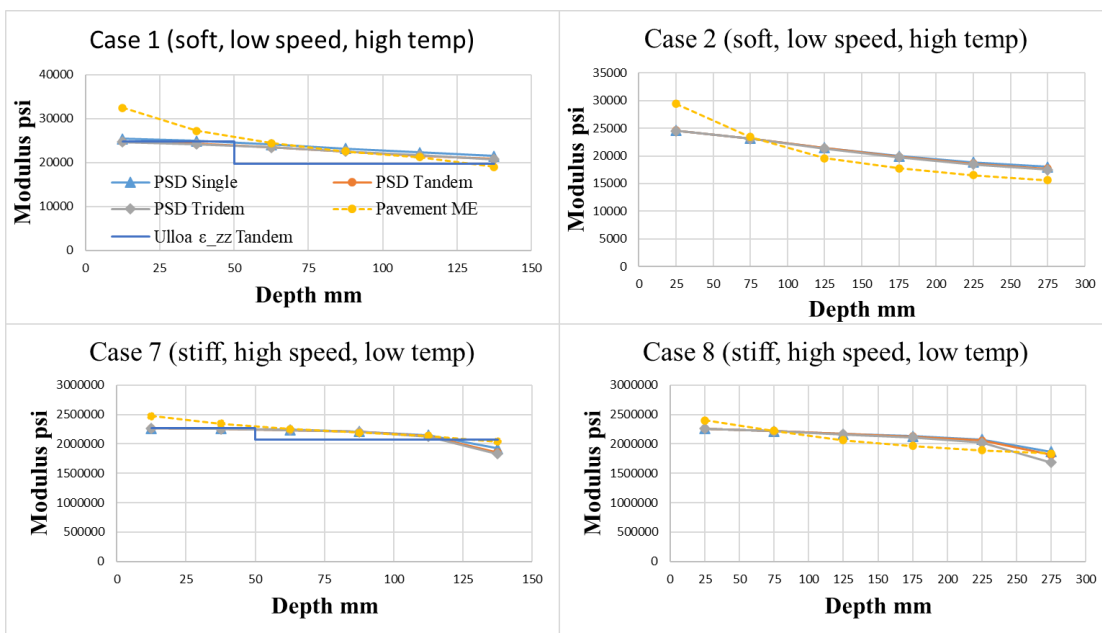 Case 1 (soft, low speed, high temp)
Modulus psi
40000
30000
20000
10000
0
PSD Single
PSD Tandem
PSD Tridem
Pavement ME
Ulloa ε_zz Tandem
0 25 50 75 100 125 150
Depth mm
Case 2 (soft, low speed, high temp)
Modulus psi
35000
30000
25000
20000
15000
10000
5000
0
0 25 50 75 100 125 150 175 200 225 250 275 300
Depth mm
Case 7 (stiff, high speed, low temp)
Modulus psi
3000000
2500000
2000000
1500000
1000000
500000
0
0 25 50 75 100 125 150
Depth mm
Case 8 (stiff, high speed, low temp)
Modulus psi
3000000
2500000
2000000
1500000
1000000
500000
0
0 25 50 75 100 125 150 175 200 225 250 275 300
Depth mm